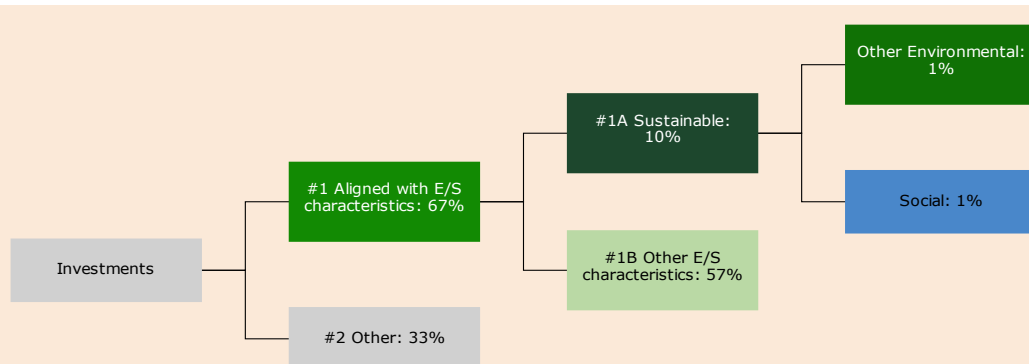 Investments
#1 Aligned with E/S
characteristics: 67%
#2 Other: 33%
#1A Sustainable:
10%
#1B Other E/S
characteristics: 57%
Other Environmental:
1%
Social: 1%